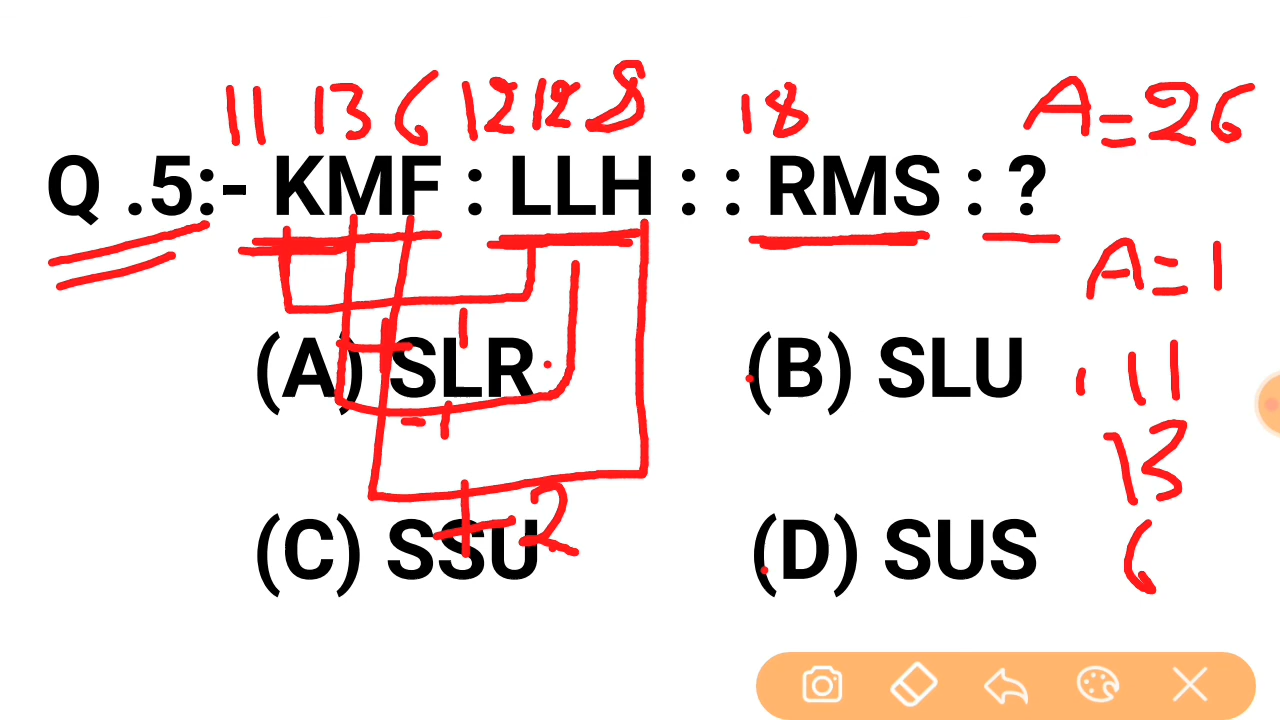 11 13 6 12 12 8 18 A=26
Q .5:- KMF : LLH : : RMS : ?
A=1
+1
(A) SLR (B) SLU 11
-1
13
+2
(C) SSU (D) SUS 6